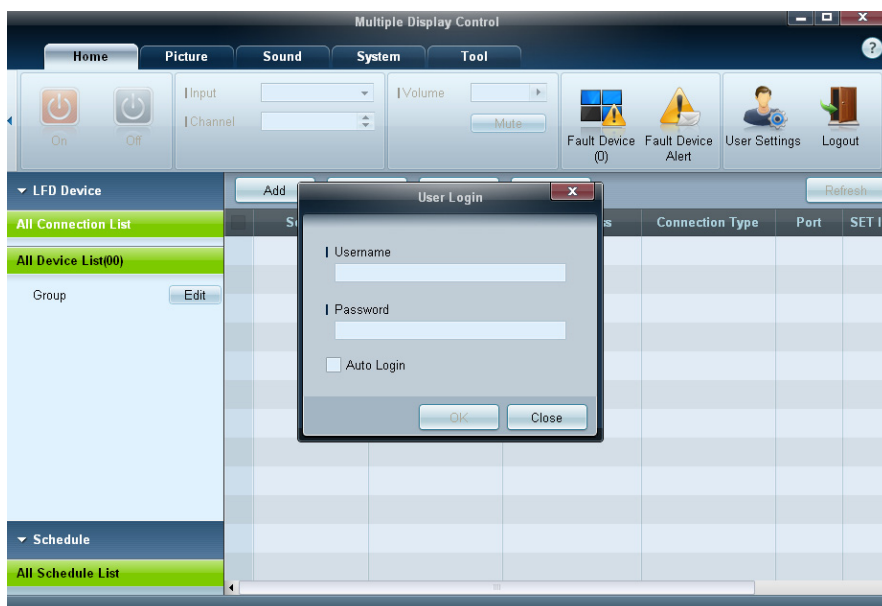 Multiple Display Control
Home Picture Sound System Tool
?
Input
Channel
Volume
Mute
On Off
Fault Device
(0)
Fault Device
Alert
User Settings
Logout
LFD Device
All Connection List
All Device List(00)
Group Edit
Schedule
All Schedule List
Add Refresh
Connection Type Port
User Login
Username
Password
Auto Login
OK Close